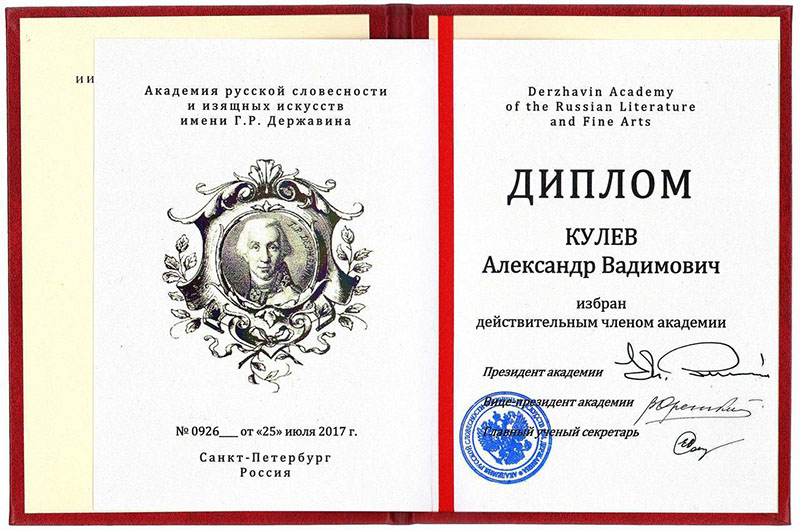 ИИ
Академия русской словесности
и изящных искусств
имени Г.Р. Державина
№ 0926___ от «25» июля 2017 г.
Санкт-Петербург
Россия
Derzhavin Academy
of the Russian Literature
and Fine Arts
ДИПЛОМ
КУЛЕВ
Александр Вадимович
избран
действительным членом академии
Президент академии
Вице-президент академии
Главный ученый секретарь